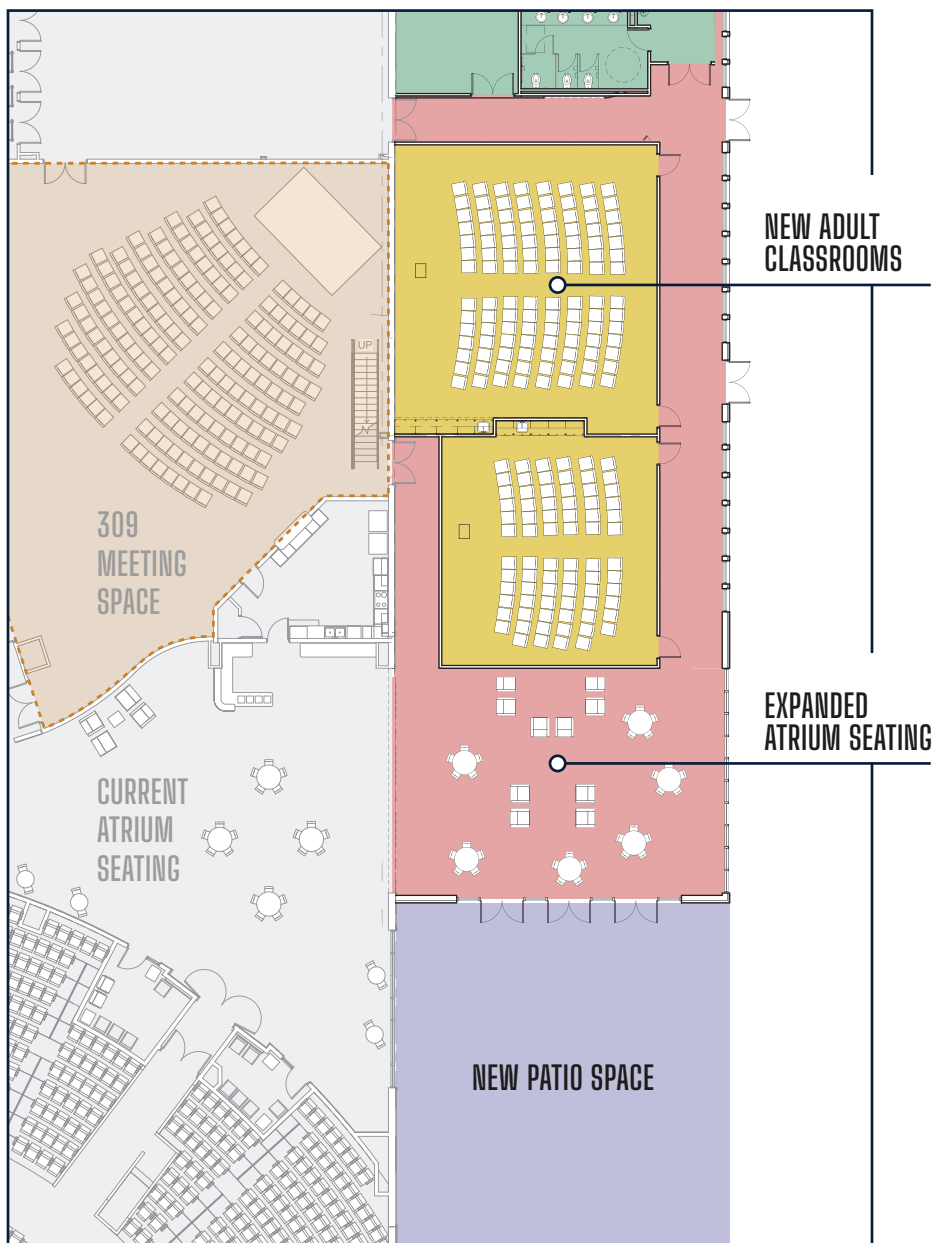 NEW ADULT
CLASSROOMS
UP
309
MEETING
SPACE
EXPANDED
ATRIUM SEATING
CURRENT
ATRIUM
SEATING
NEW PATIO SPACE